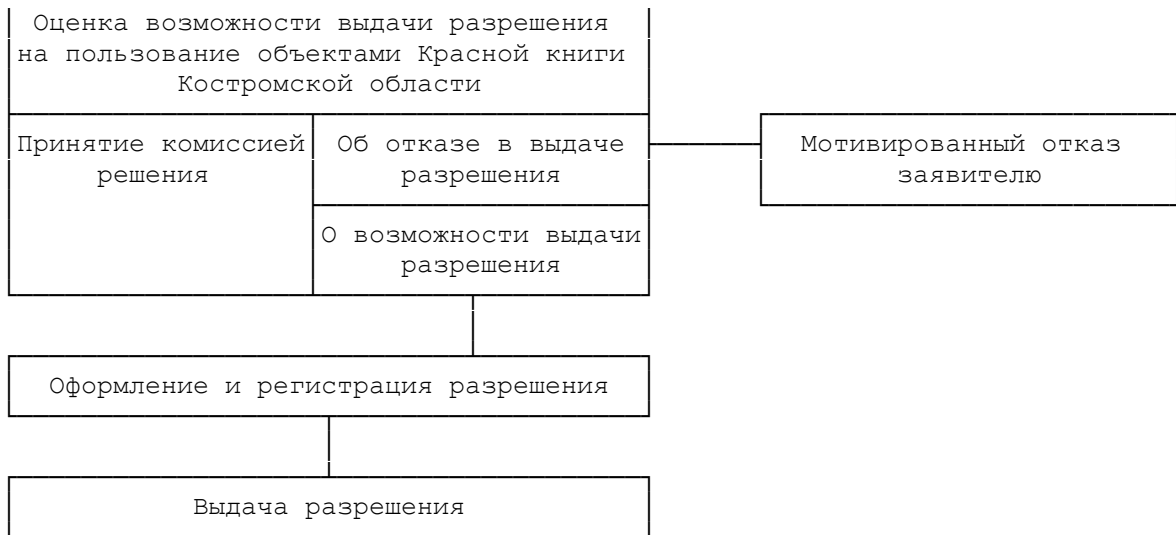 Оценка возможности выдачи разрешения
на пользование объектами Красной книги
Костромской области
Принятие комиссией
решения
Об отказе в выдаче
разрешения
Мотивированный отказ
заявителю
О возможности выдачи
разрешения
Оформление и регистрация разрешения
Выдача разрешения